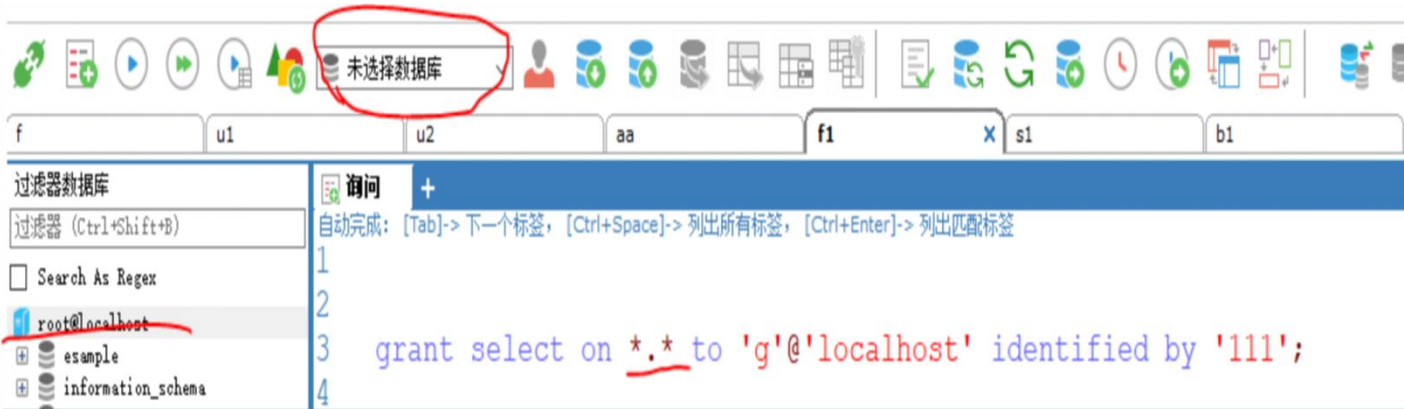 未选择数据库
f u1 u2 aa f1 s1 b1
过滤器数据库
过滤器 (Ctrl+Shift+B)
Search As Regex
root@localhost
esample
information_schema
询问
自动完成: [Tab]-> 下一个标签, [Ctrl+Space]-> 列出所有标签, [Ctrl+Enter]-> 列出匹配标签
1
2
3 grant select on *.* to 'g'@'localhost' identified by '111';
4